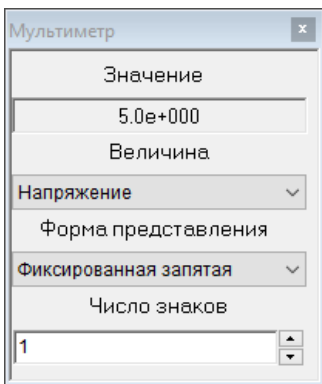 Мультиметр
Значение
5.0e+000
Величина
Напряжение
Форма представления
Фиксированная запятая
Число знаков
1